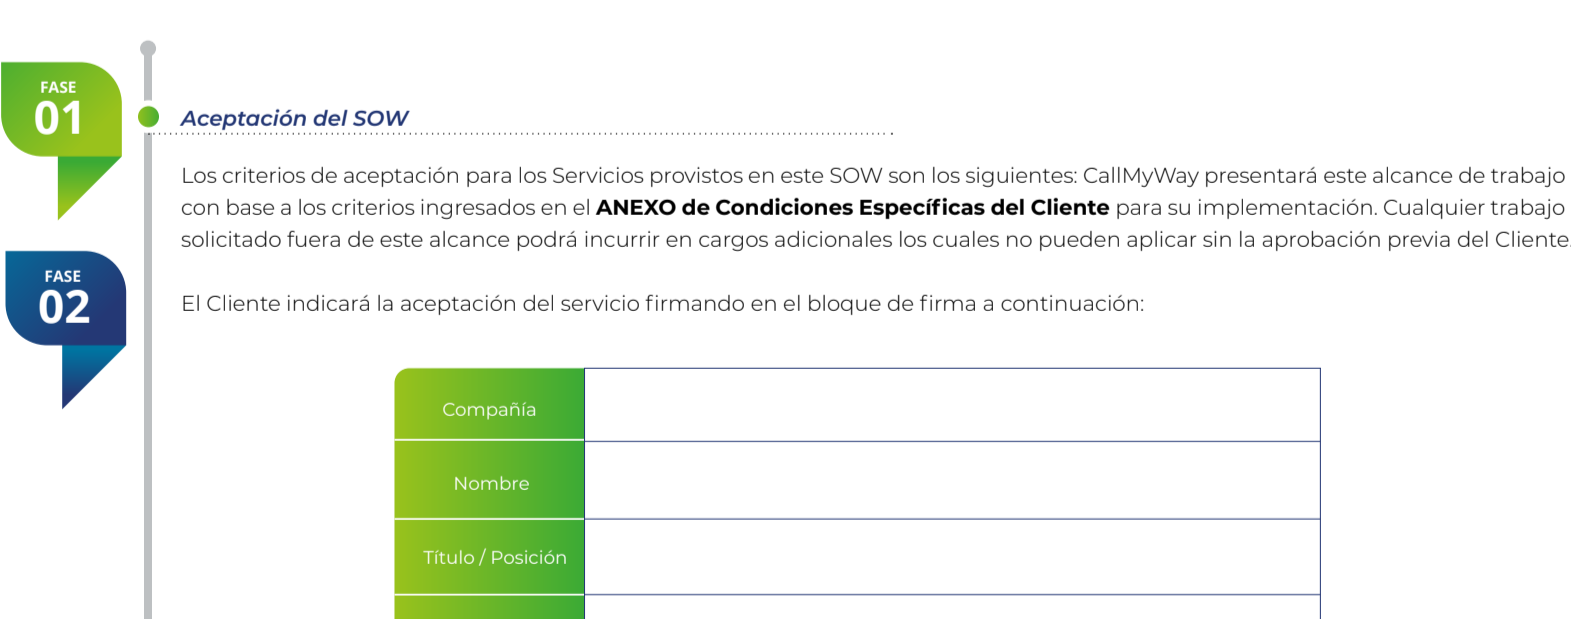 FASE
01
Aceptación del SOW
Los criterios de aceptación para los Servicios provistos en este SOW son los siguientes: CallMyWay presentará este alcance de trabajo
con base a los criterios ingresados en el ANEXO de Condiciones Específicas del Cliente para su implementación. Cualquier trabajo
solicitado fuera de este alcance podrá incurrir en cargos adicionales los cuales no pueden aplicar sin la aprobación previa del Cliente.
FASE
02
El Cliente indicará la aceptación del servicio firmando en el bloque de firma a continuación:
Compañía
Nombre
Título / Posición